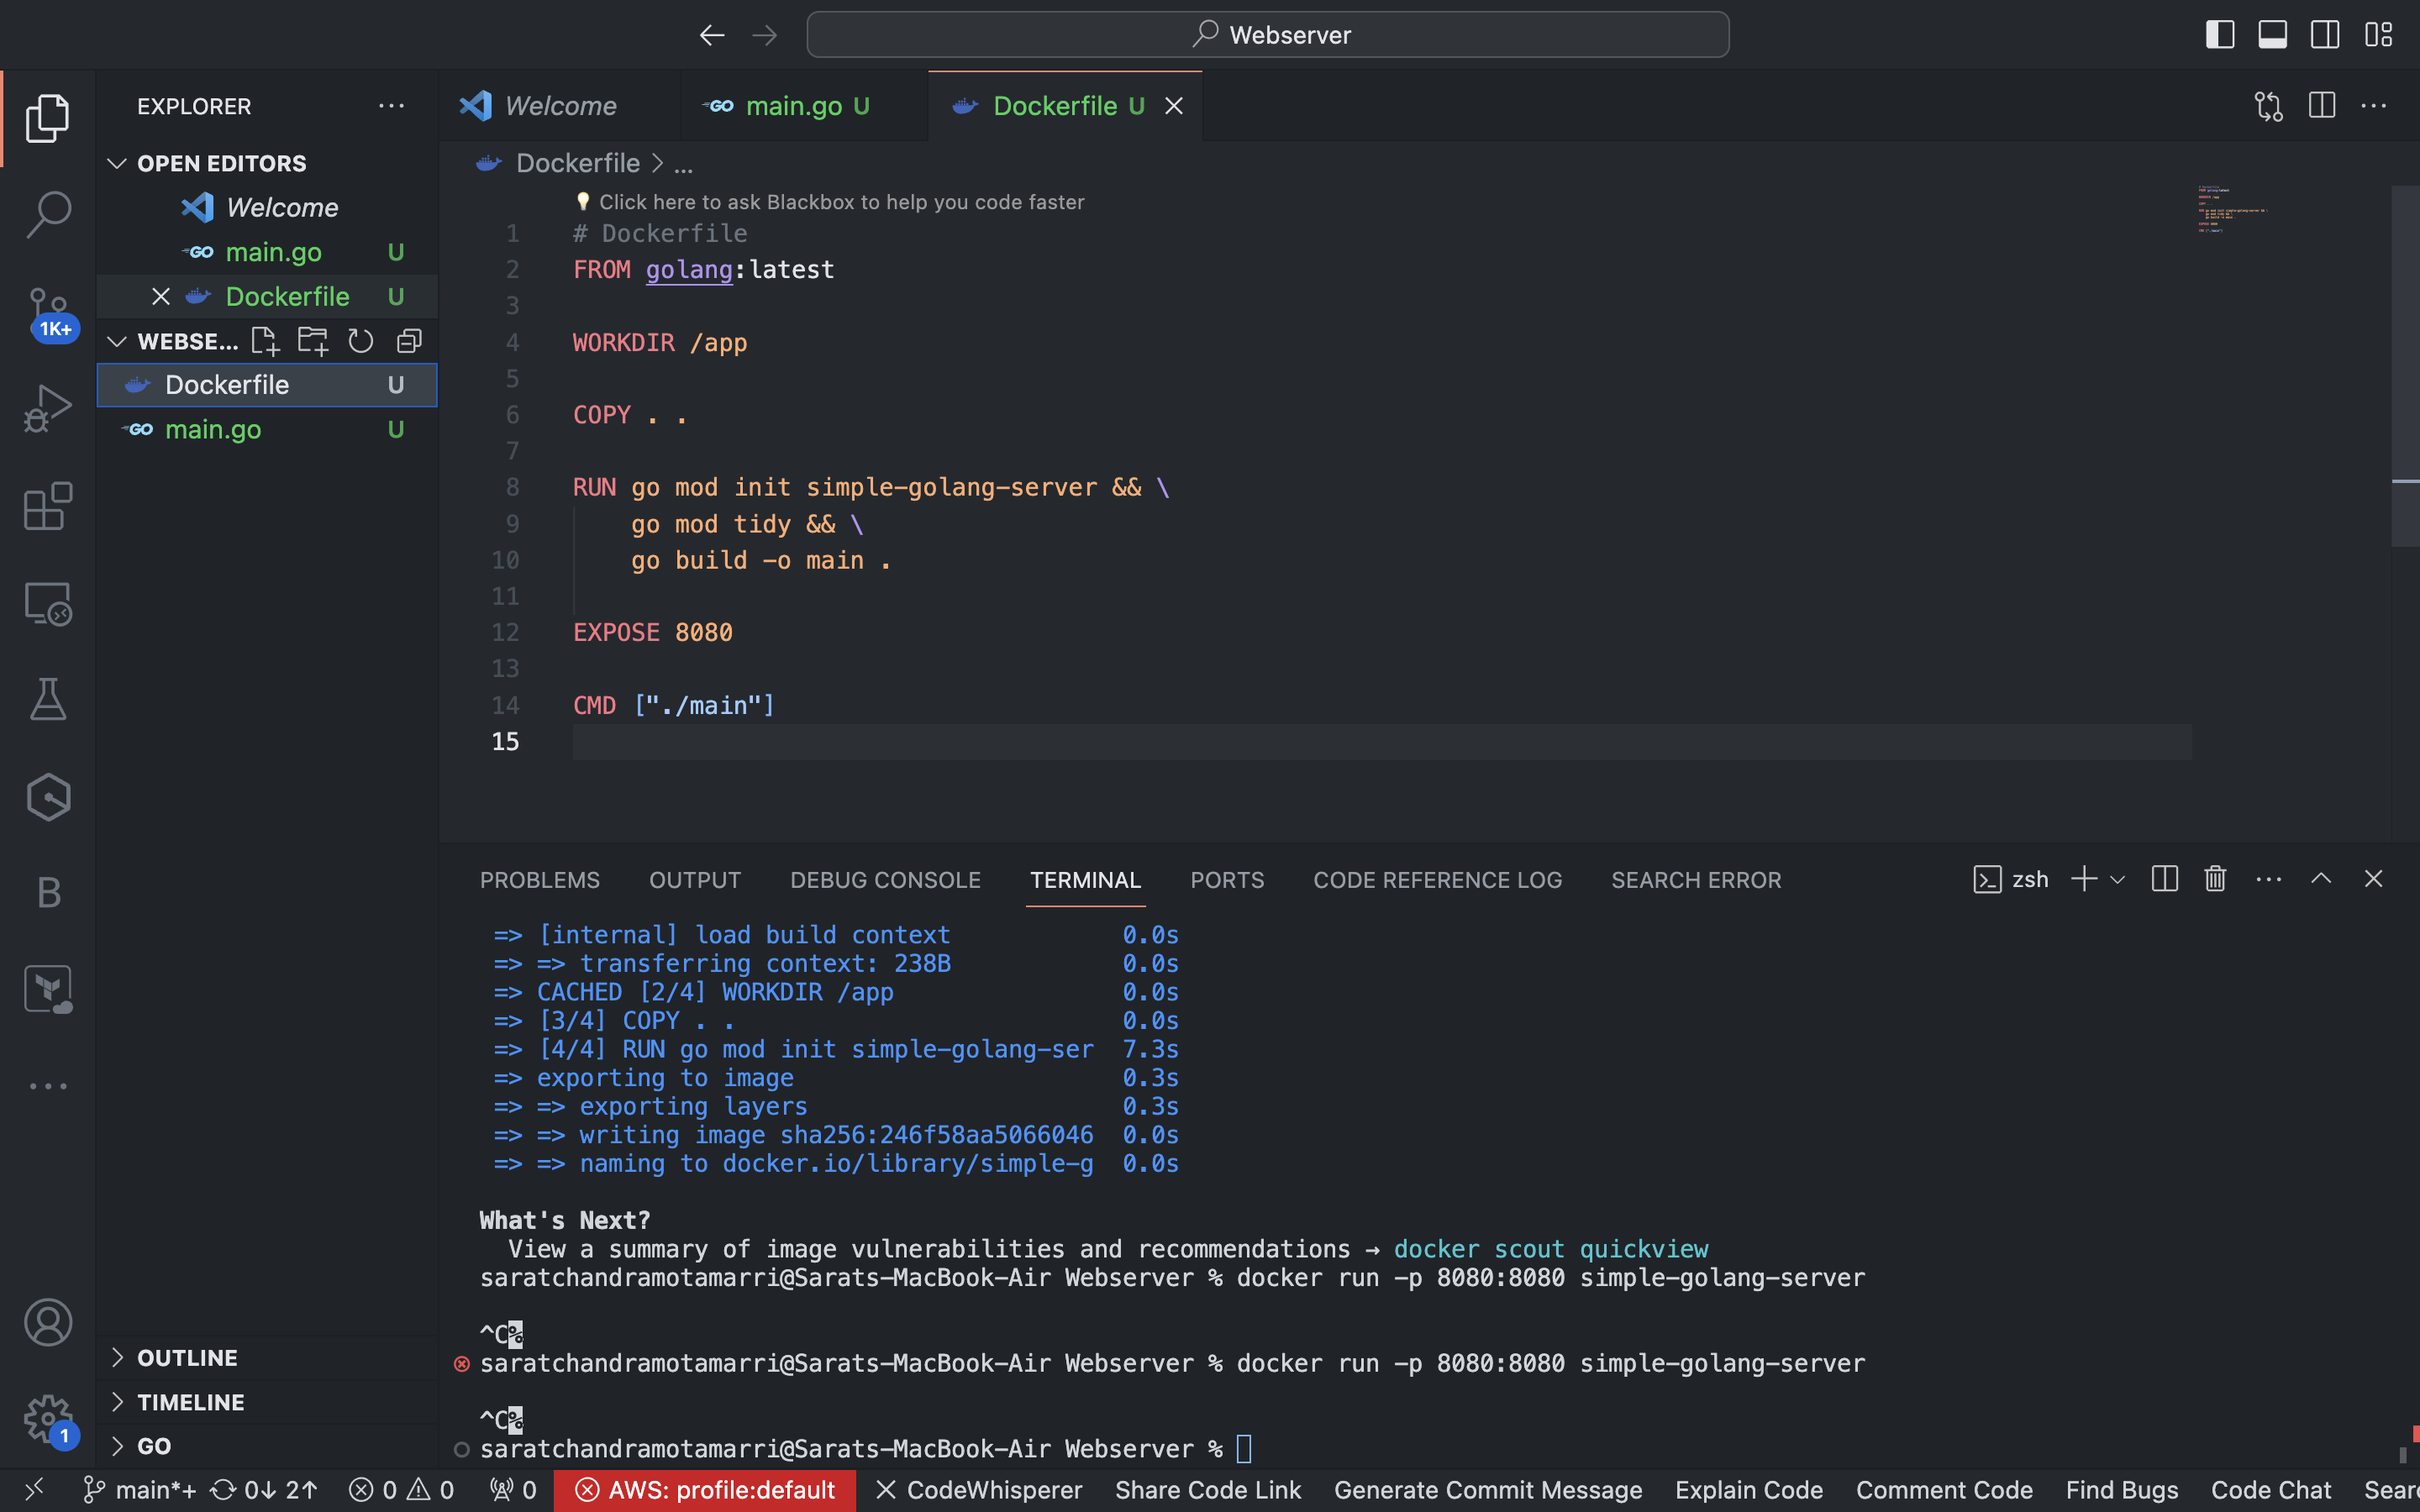 Webserver
EXPLORER
OPEN EDITORS
Welcome
main.go U
Dockerfile U
WEBSE...
Dockerfile U
main.go U
OUTLINE
TIMELINE
GO
1K+
B
1
Welcome
main.go U
Dockerfile U
Dockerfile > ...
Click here to ask Blackbox to help you code faster
1 # Dockerfile
2 FROM golang:latest
3
4 WORKDIR /app
5
6 COPY . .
7
8 RUN go mod init simple-golang-server && \
9 go mod tidy && \
10 go build -o main .
11
12 EXPOSE 8080
13
14 CMD ["./main"]
15
PROBLEMS OUTPUT DEBUG CONSOLE TERMINAL PORTS CODE REFERENCE LOG SEARCH ERROR zsh
=> [internal] load build context 0.0s
=> => transferring context: 238B 0.0s
=> CACHED [2/4] WORKDIR /app 0.0s
=> [3/4] COPY . . 0.0s
=> [4/4] RUN go mod init simple-golang-ser 7.3s
=> exporting to image 0.3s
=> => exporting layers 0.3s
=> => writing image sha256:246f58aa5066046 0.0s
=> => naming to docker.io/library/simple-g 0.0s
What's Next?
View a summary of image vulnerabilities and recommendations → docker scout quickview
saratchandramotamarri@Sarats-MacBook-Air Webserver % docker run -p 8080:8080 simple-golang-server
^C%
saratchandramotamarri@Sarats-MacBook-Air Webserver % docker run -p 8080:8080 simple-golang-server
^C%
saratchandramotamarri@Sarats-MacBook-Air Webserver %
main*+ 0↓ 2↑ 0 0 0 AWS: profile:default CodeWhisperer Share Code Link Generate Commit Message Explain Code Comment Code Find Bugs Code Chat Sear